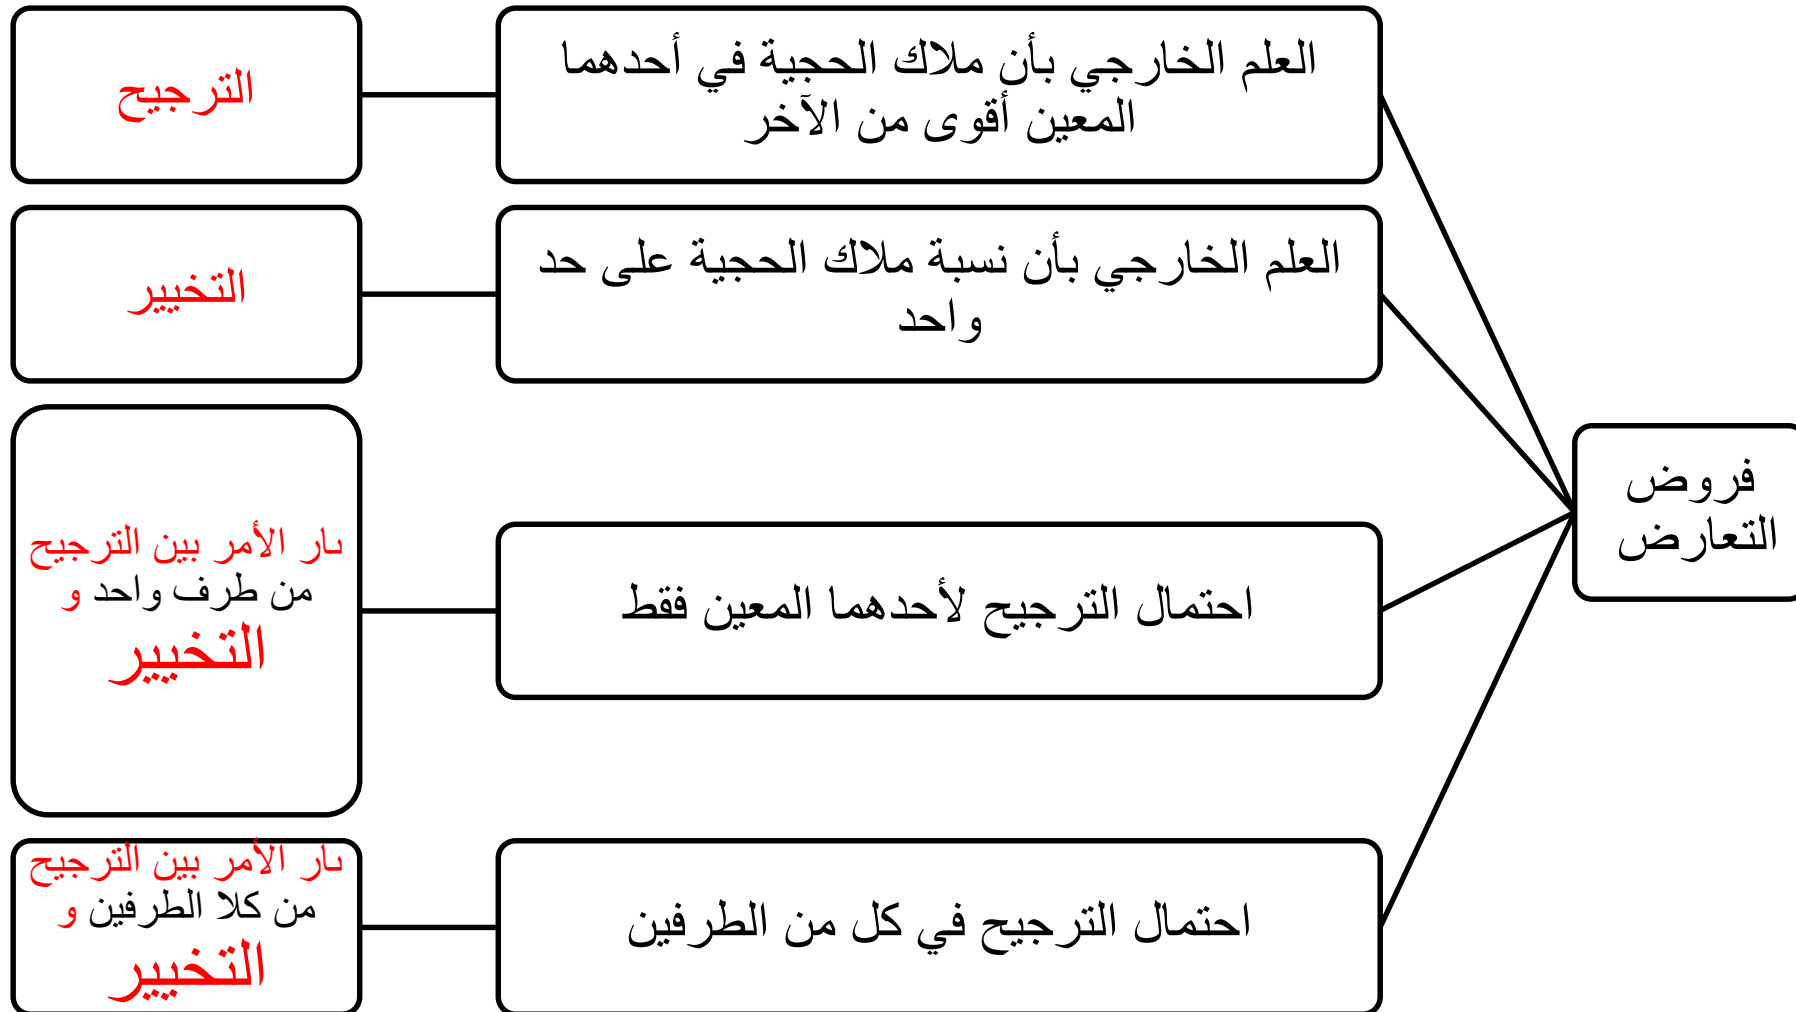 فروض
التعارض
العلم الخارجي بأن ملاك الحجية في أحدهما
المعين أقوى من الآخر
الترجيح
العلم الخارجي بأن نسبة ملاك الحجية على حد
واحد
التخيير
احتمال الترجيح لأحدهما المعين فقط
دار الأمر بين الترجيح
من طرف واحد و
التخيير
احتمال الترجيح في كل من الطرفين
دار الأمر بين الترجيح
من كلا الطرفين و
التخيير